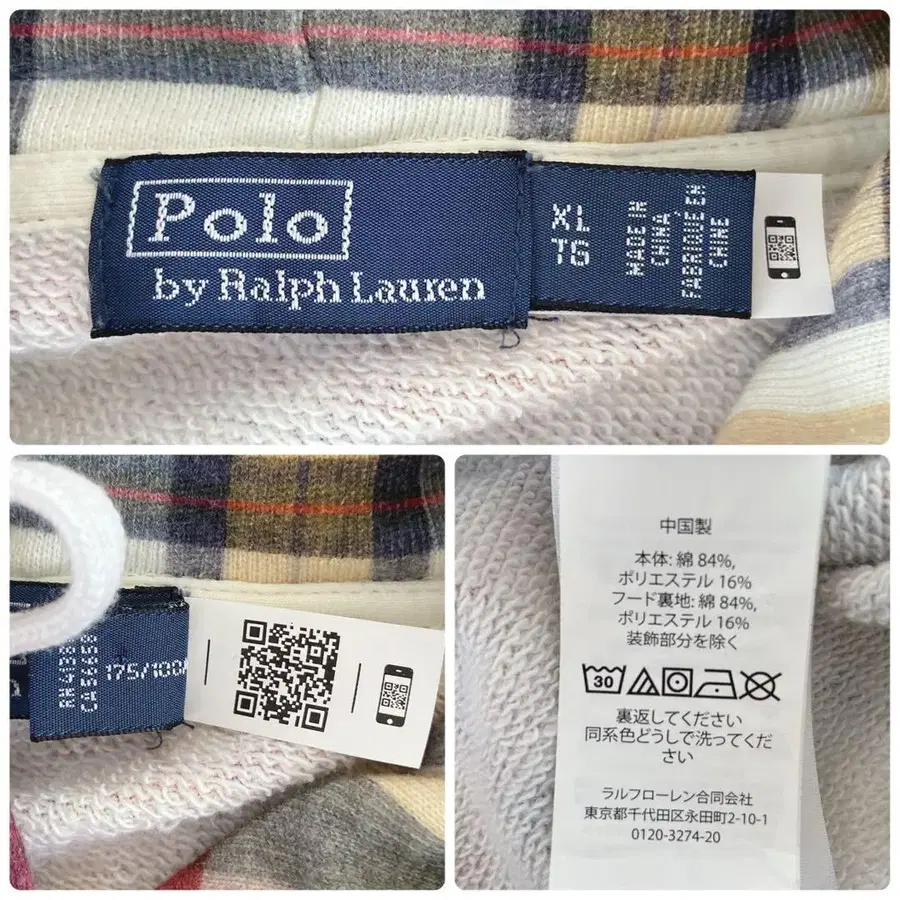 Polo
by Ralph Lauren
XL
TG
MADE IN
CHINA
FABRIQUÉ EN
CHINE
175/100A
中国製
本体: 綿 84%,
ポリエステル 16%
フード裏地: 綿 84%,
ポリエステル 16%
装飾部分を除く
30
裏返してください
同系色どうしで洗ってくだ
さい
ラルフローレン合同会社
東京都千代田区永田町2-10-1
0120-3274-20